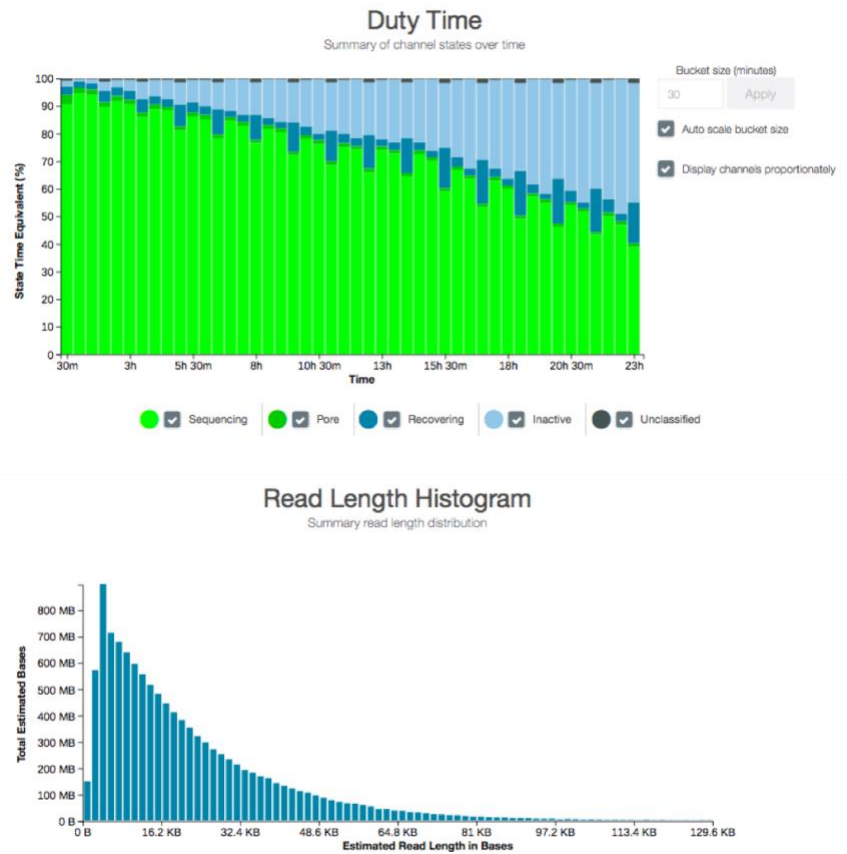 Duty Time
Summary of channel states over time
Bucket size (minutes)
30
Apply
Auto scale bucket size
Display channels proportionately
State Time Equivalent (%)
100
90
80
70
60
50
40
30
20
10
0
30m 3h 5h 30m 8h 10h 30m 13h 15h 30m 18h 20h 30m 23h
Time
Sequencing Pore Recovering Inactive Unclassified
Read Length Histogram
Summary read length distribution
Total Estimated Bases
800 MB
700 MB
600 MB
500 MB
400 MB
300 MB
200 MB
100 MB
0 B
0 B 16.2 KB 32.4 KB 48.6 KB 64.8 KB 81 KB 97.2 KB 113.4 KB 129.6 KB
Estimated Read Length in Bases